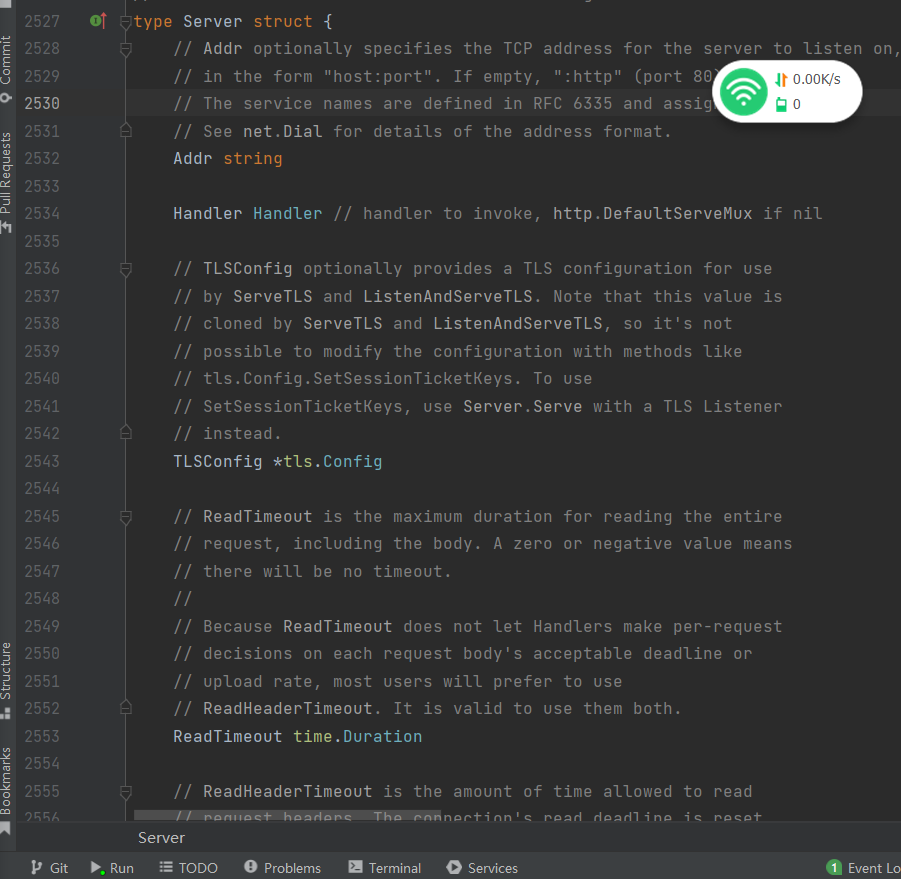 Commit
Pull Requests
Structure
Bookmarks
2527 type Server struct {
2528 // Addr optionally specifies the TCP address for the server to listen on,
2529 // in the form "host:port". If empty, ":http" (port 80
2530 // The service names are defined in RFC 6335 and assig
2531 // See net.Dial for details of the address format.
2532 Addr string
2533
2534 Handler Handler // handler to invoke, http.DefaultServeMux if nil
2535
2536 // TLSConfig optionally provides a TLS configuration for use
2537 // by ServeTLS and ListenAndServeTLS. Note that this value is
2538 // cloned by ServeTLS and ListenAndServeTLS, so it's not
2539 // possible to modify the configuration with methods like
2540 // tls.Config.SetSessionTicketKeys. To use
2541 // SetSessionTicketKeys, use Server.Serve with a TLS Listener
2542 // instead.
2543 TLSConfig *tls.Config
2544
2545 // ReadTimeout is the maximum duration for reading the entire
2546 // request, including the body. A zero or negative value means
2547 // there will be no timeout.
2548 //
2549 // Because ReadTimeout does not let Handlers make per-request
2550 // decisions on each request body's acceptable deadline or
2551 // upload rate, most users will prefer to use
2552 // ReadHeaderTimeout. It is valid to use them both.
2553 ReadTimeout time.Duration
2554
2555 // ReadHeaderTimeout is the amount of time allowed to read
2556 // request headers. The connection's read deadline is reset
0.00K/s
0
Server
Git Run TODO Problems Terminal Services 1 Event Lo